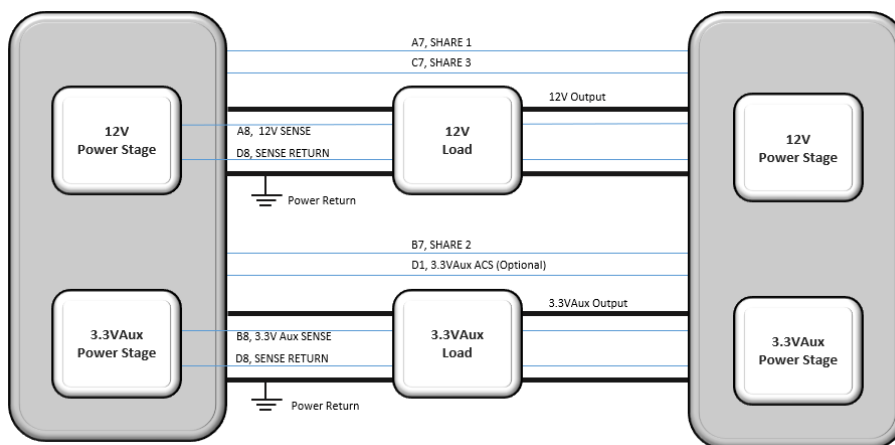 A7, SHARE 1
C7, SHARE 3
12V Output
12V
Power Stage
A8, 12V SENSE
D8, SENSE RETURN
12V
Load
12V
Power Stage
Power Return
B7, SHARE 2
D1, 3.3VAux ACS (Optional)
3.3VAux Output
3.3VAux
Power Stage
B8, 3.3V Aux SENSE
D8, SENSE RETURN
3.3VAux
Load
3.3VAux
Power Stage
Power Return